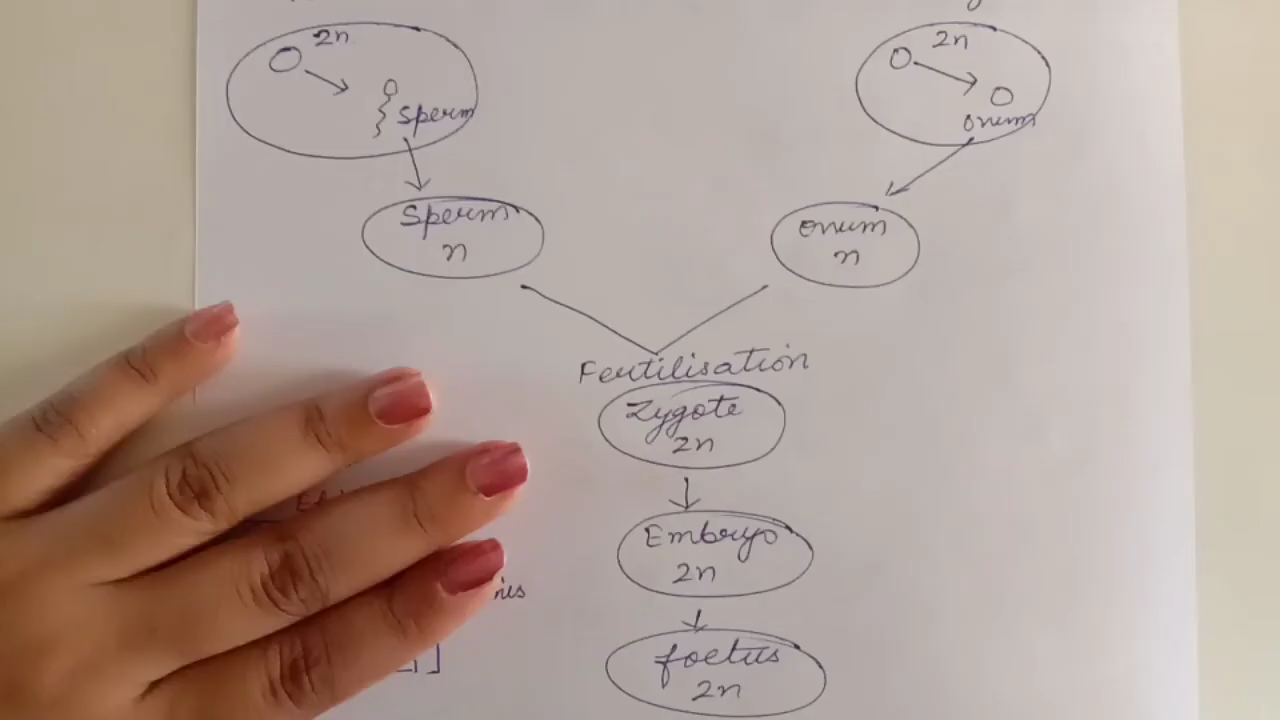 2n
2n
sperm
ovum
Sperm
n
ovum
n
Fertilisation
Zygote
2n
Embryo
2n
foetus
2n